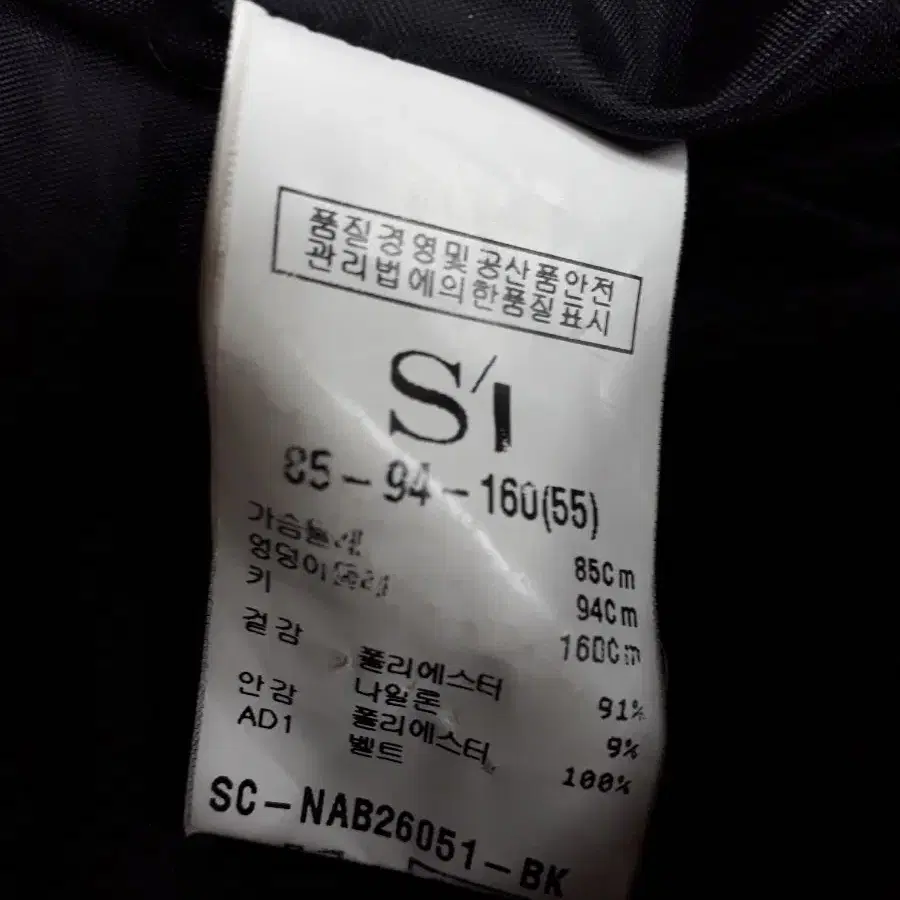 품질경영및공산품안전
관리법에의한품질표시
S/I
85-94-160(55)
가슴둘레 85Cm
엉덩이둘레 94Cm
키 160Cm
겉감 폴리에스터 91%
나일론 9%
안감 폴리에스터 100%
AD1 벨트
SC-NAB26051-BK